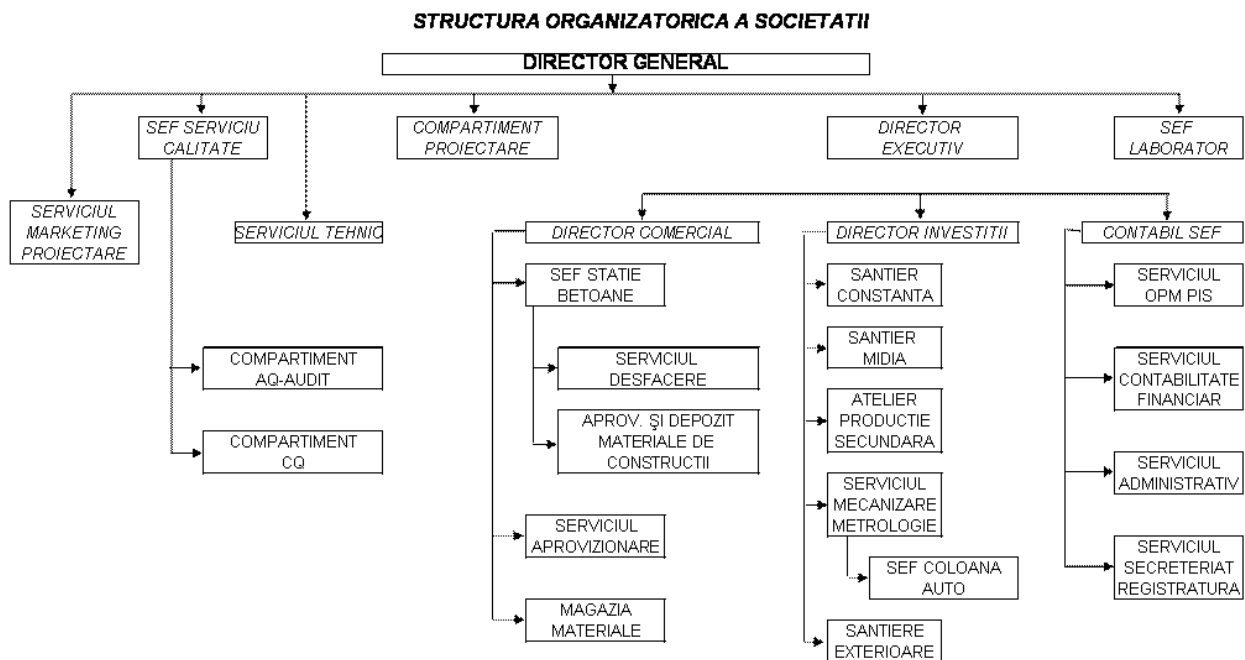 STRUCTURA ORGANIZATORICA A SOCIETATII
DIRECTOR GENERAL
SEF SERVICIU
CALITATE
COMPARTIMENT
PROIECTARE
DIRECTOR
EXECUTIV
SEF
LABORATOR
SERVICIUL
MARKETING
PROIECTARE
SERVICIUL TEHNIC
DIRECTOR COMERCIAL
DIRECTOR INVESTITII
CONTABIL SEF
COMPARTIMENT
AQ-AUDIT
COMPARTIMENT
CQ
SEF STATIE
BETOANE
SERVICIUL
DESFACERE
APROV. ŞI DEPOZIT
MATERIALE DE
CONSTRUCTII
SERVICIUL
APROVIZIONARE
MAGAZIA
MATERIALE
SANTIER
CONSTANTA
SANTIER
MIDIA
ATELIER
PRODUCTIE
SECUNDARA
SERVICIUL
MECANIZARE
METROLOGIE
SEF COLOANA
AUTO
SANTIERE
EXTERIOARE
SERVICIUL
OPM PIS
SERVICIUL
CONTABILITATE
FINANCIAR
SERVICIUL
ADMINISTRATIV
SERVICIUL
SECRETERIAT
REGISTRATURA